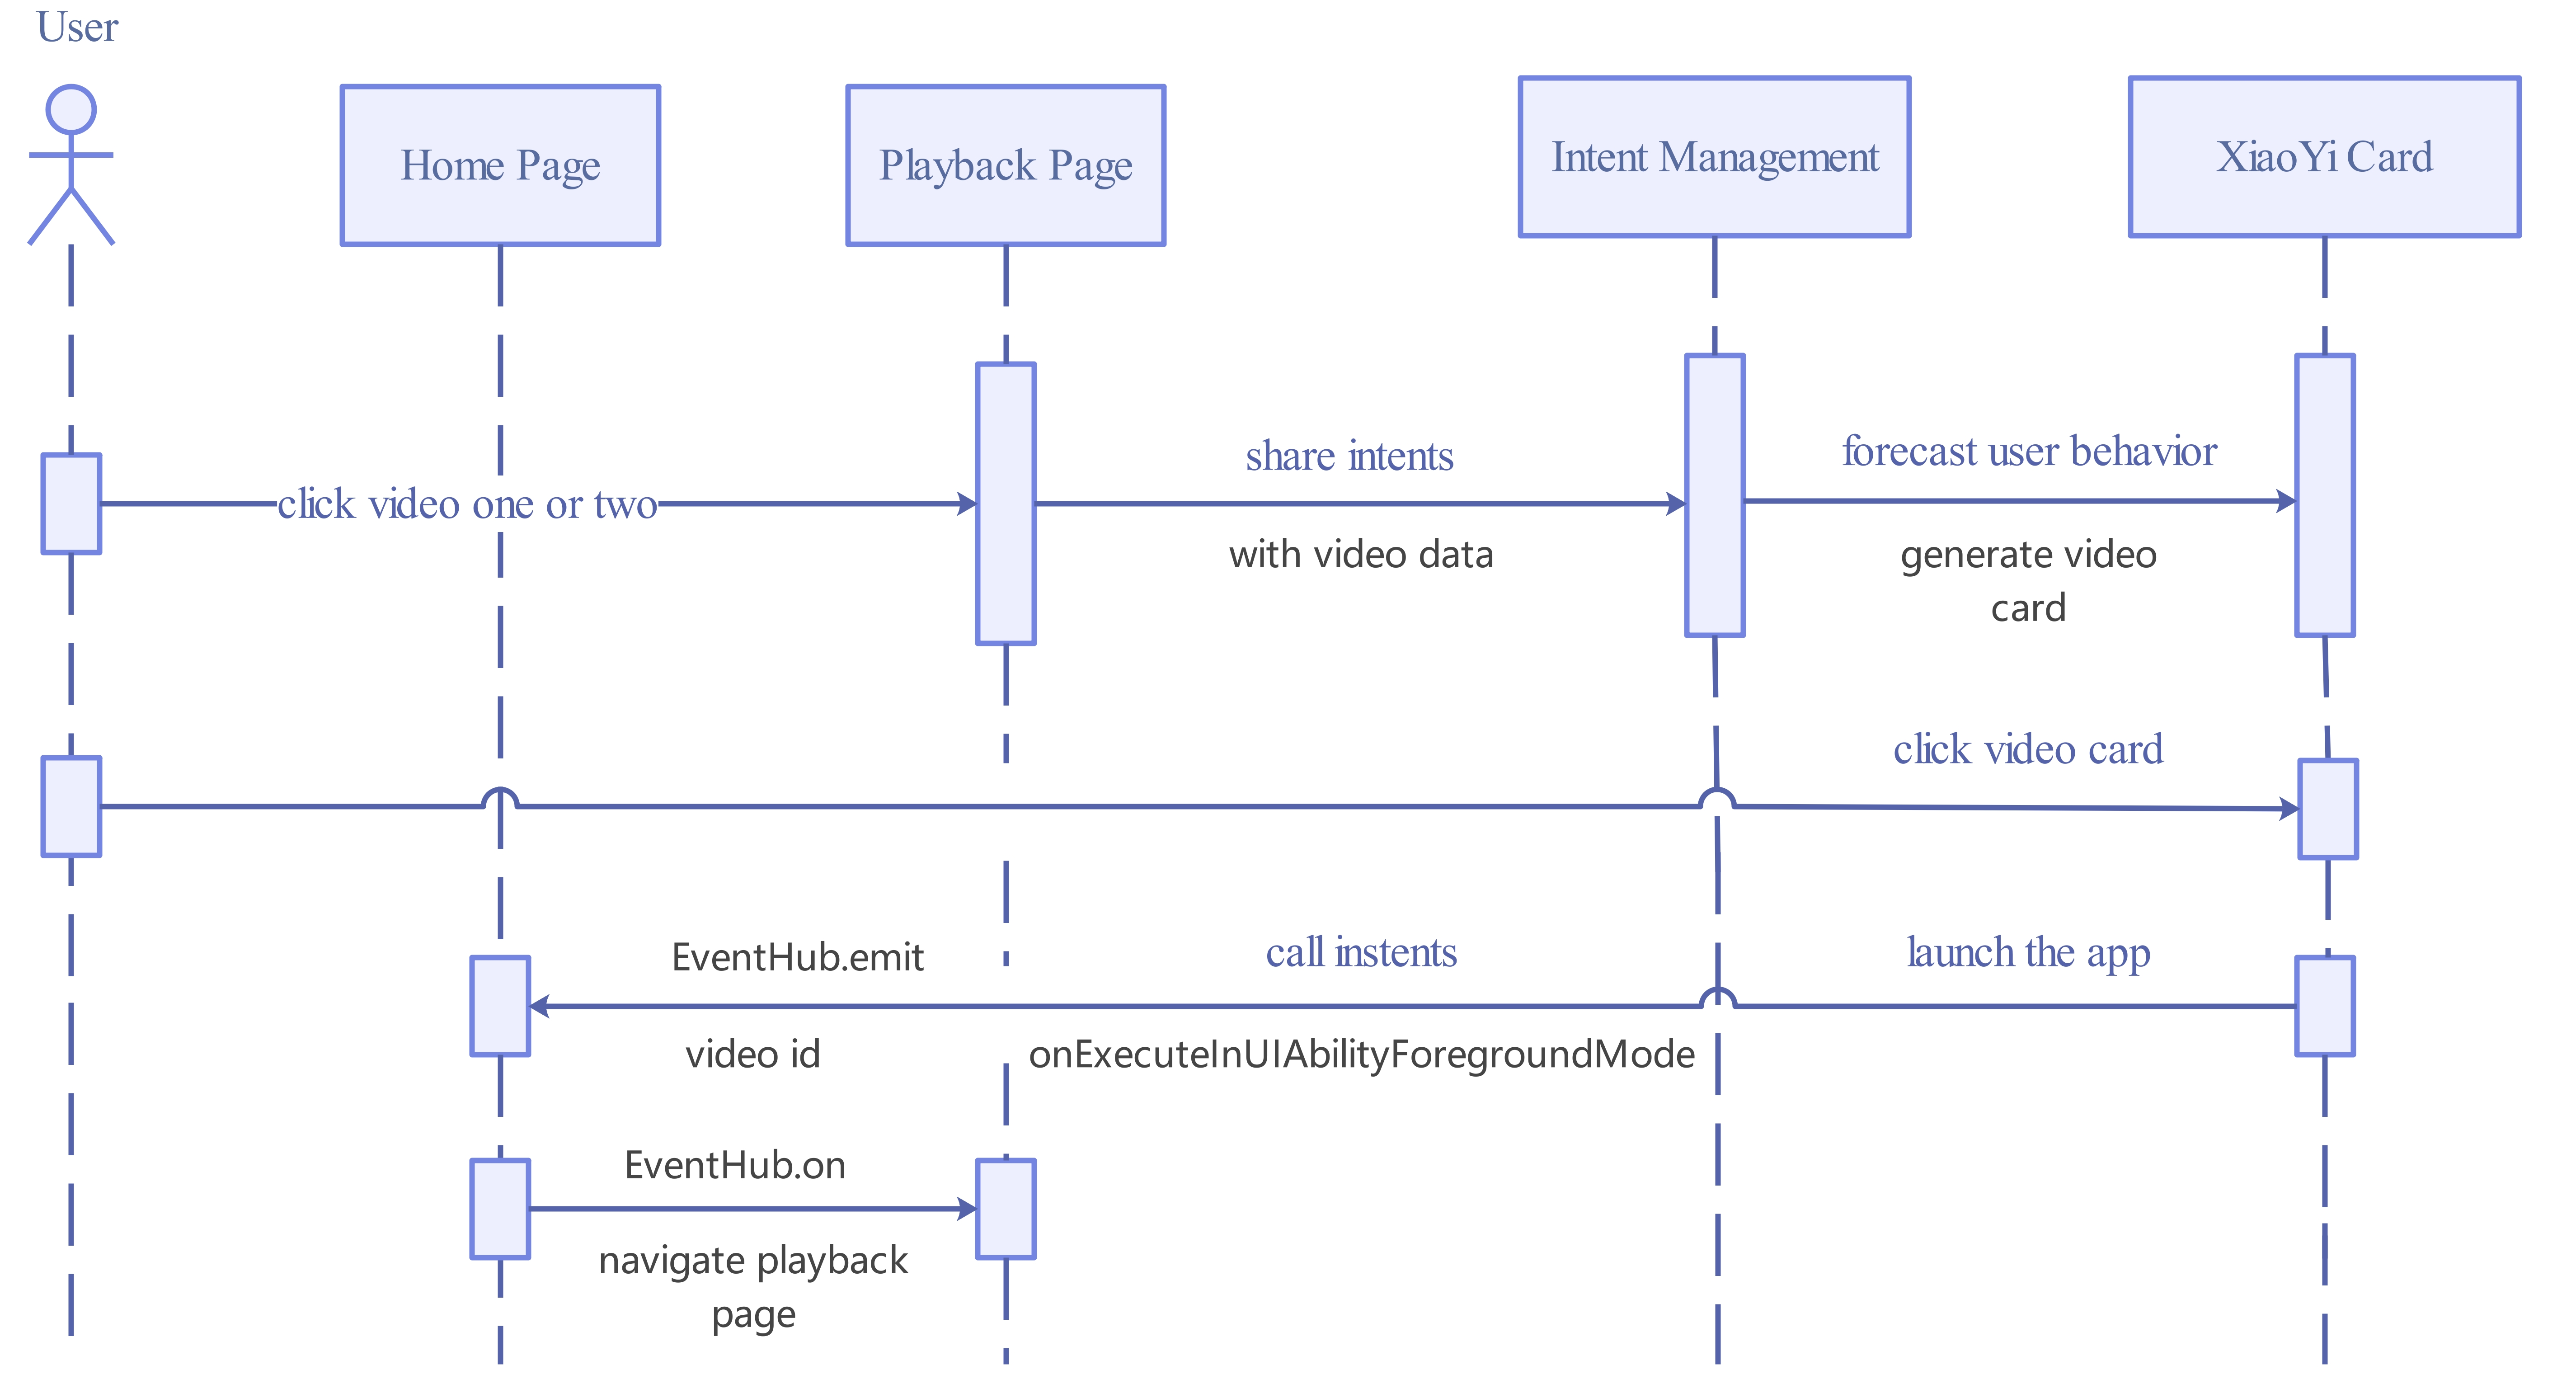 User
Home Page
Playback Page
Intent Management
XiaoYi Card
click video one or two
share intents
with video data
forecast user behavior
generate video
card
click video card
EventHub.emit
call instents
launch the app
video id
onExecuteInUIAbilityForegroundMode
EventHub.on
navigate playback
page